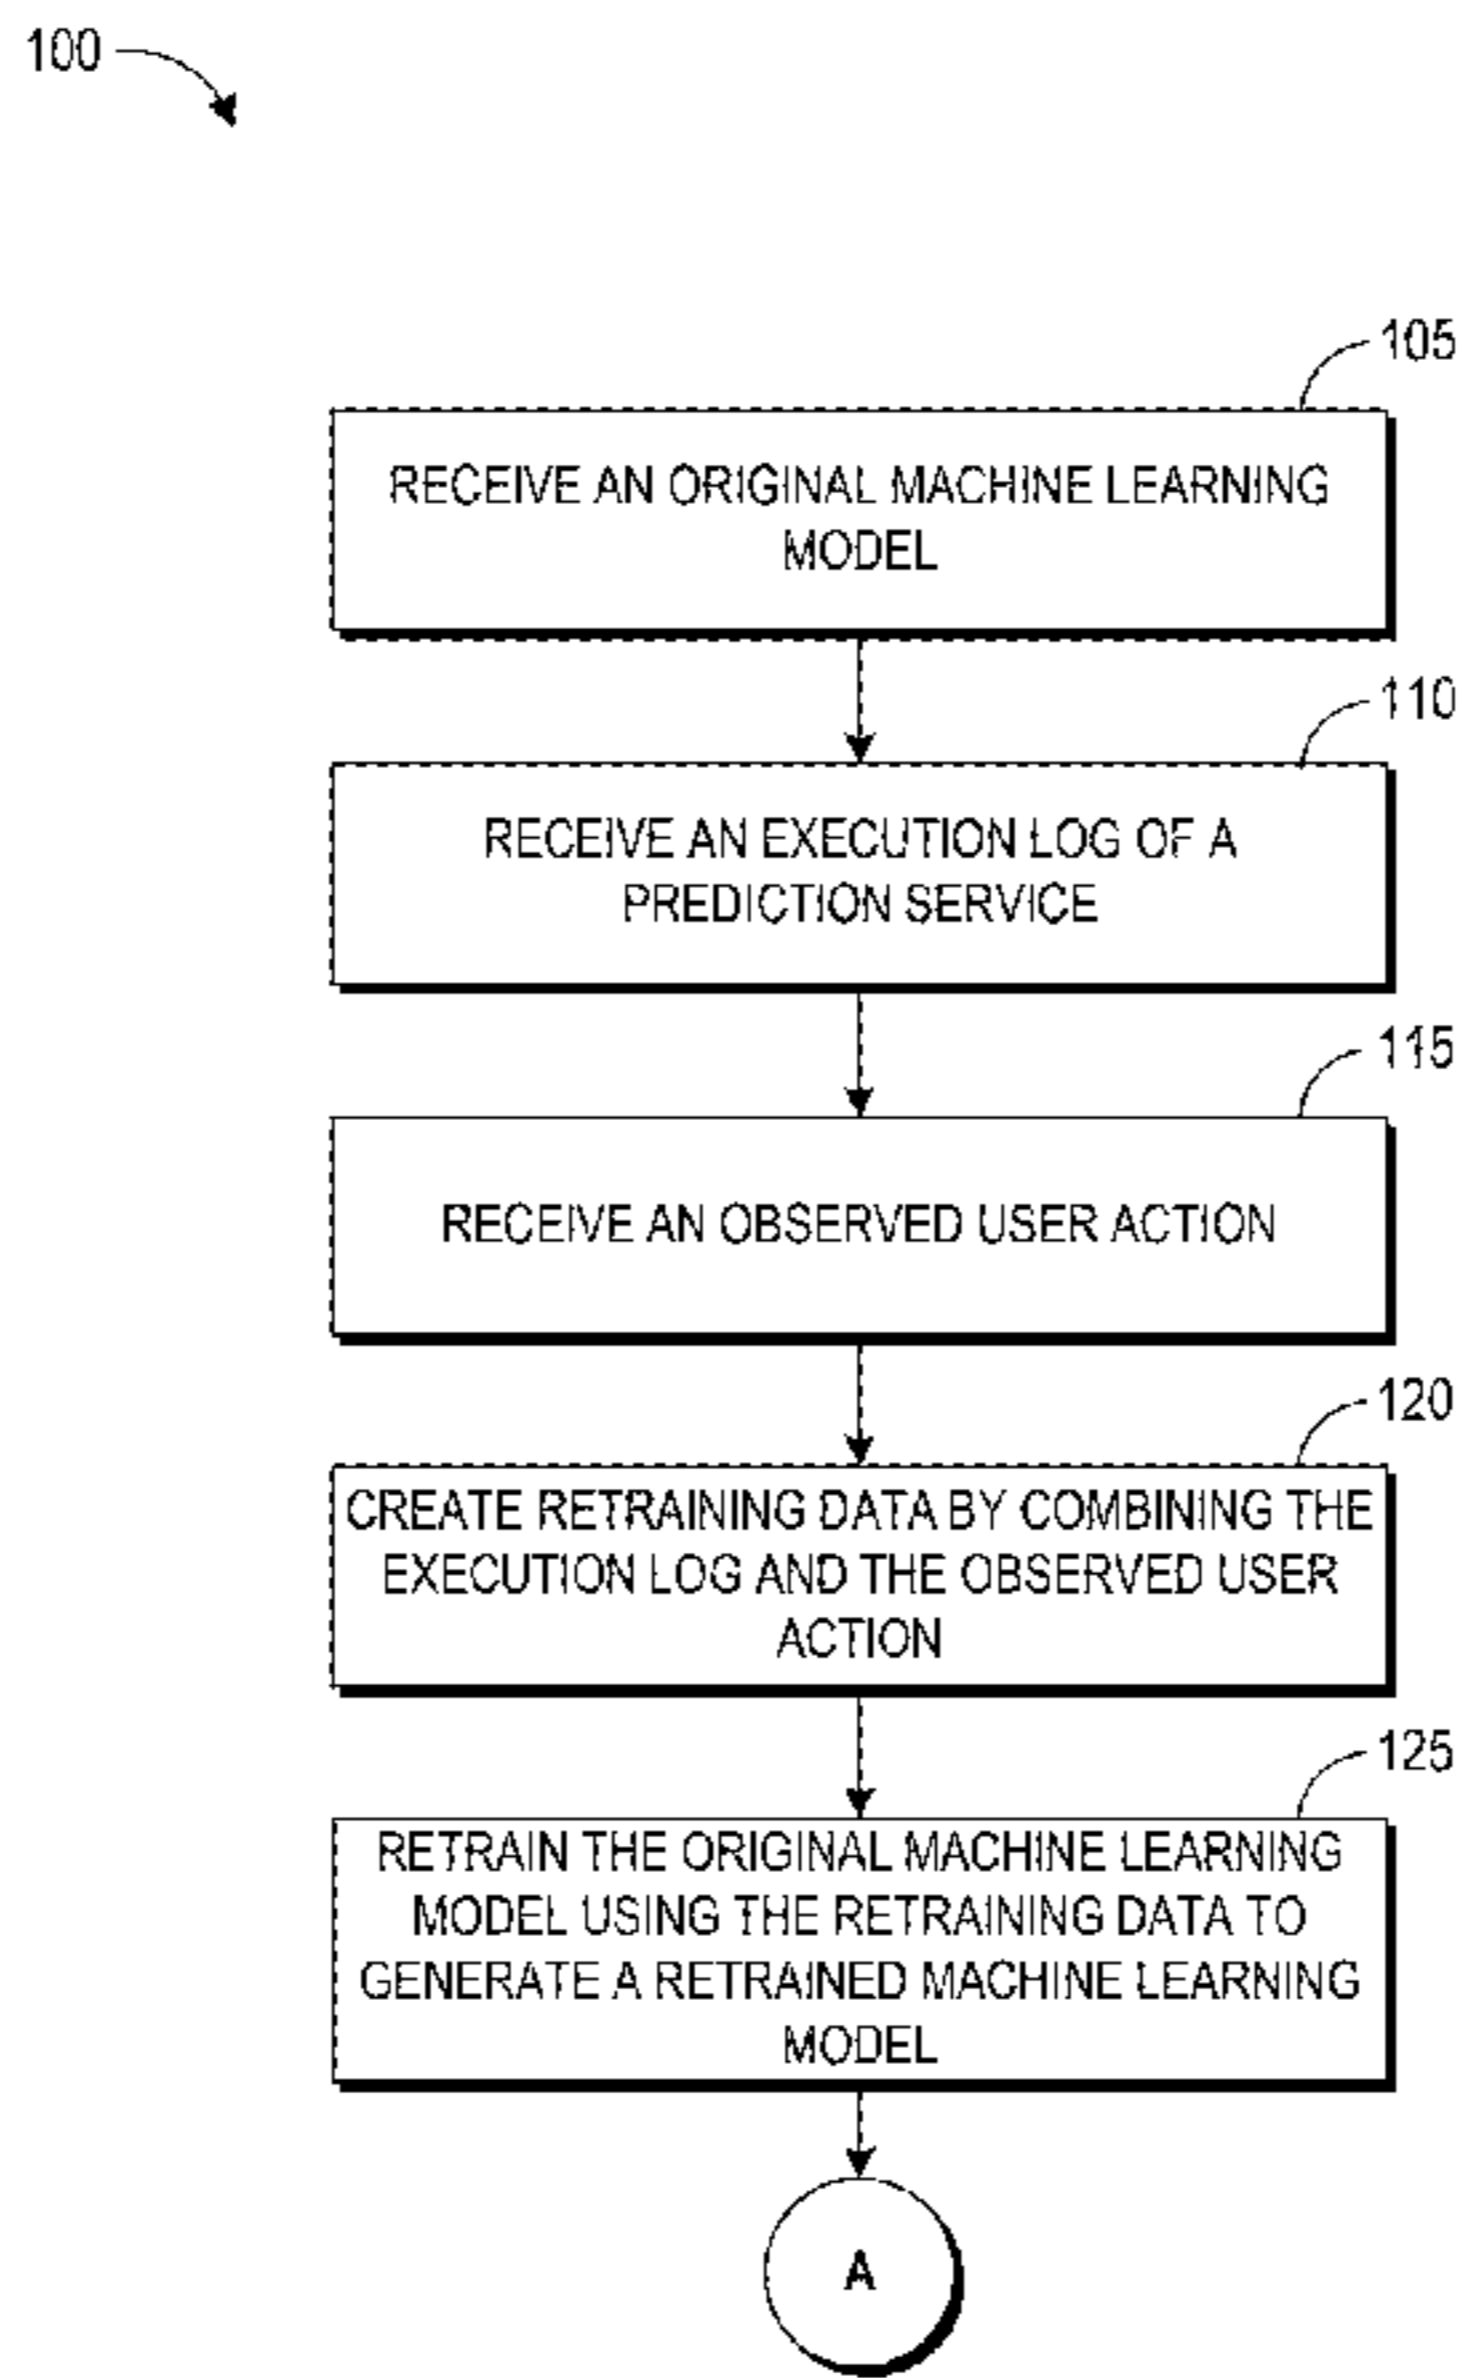 100
105
RECEIVE AN ORIGINAL MACHINE LEARNING
MODEL
110
RECEIVE AN EXECUTION LOG OF A
PREDICTION SERVICE
115
RECEIVE AN OBSERVED USER ACTION
120
CREATE RETRAINING DATA BY COMBINING THE
EXECUTION LOG AND THE OBSERVED USER
ACTION
125
RETRAIN THE ORIGINAL MACHINE LEARNING
MODEL USING THE RETRAINING DATA TO
GENERATE A RETRAINED MACHINE LEARNING
MODEL
A